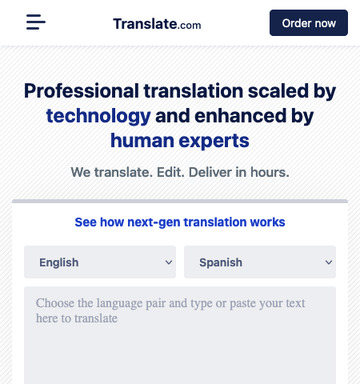 Translate.com
Order now
Professional translation scaled by
technology and enhanced by
human experts
We translate. Edit. Deliver in hours.
See how next-gen translation works
English
Spanish
Choose the language pair and type or paste your text
here to translate